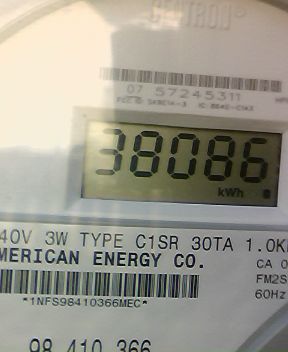 CENTRON®
07 57245311
38086
kWh
40V 3W TYPE C1SR 30TA 1.0K
MERICAN ENERGY CO.
CA 0
FM2S
60Hz
*1NFS98410366MEC*
98 410 366